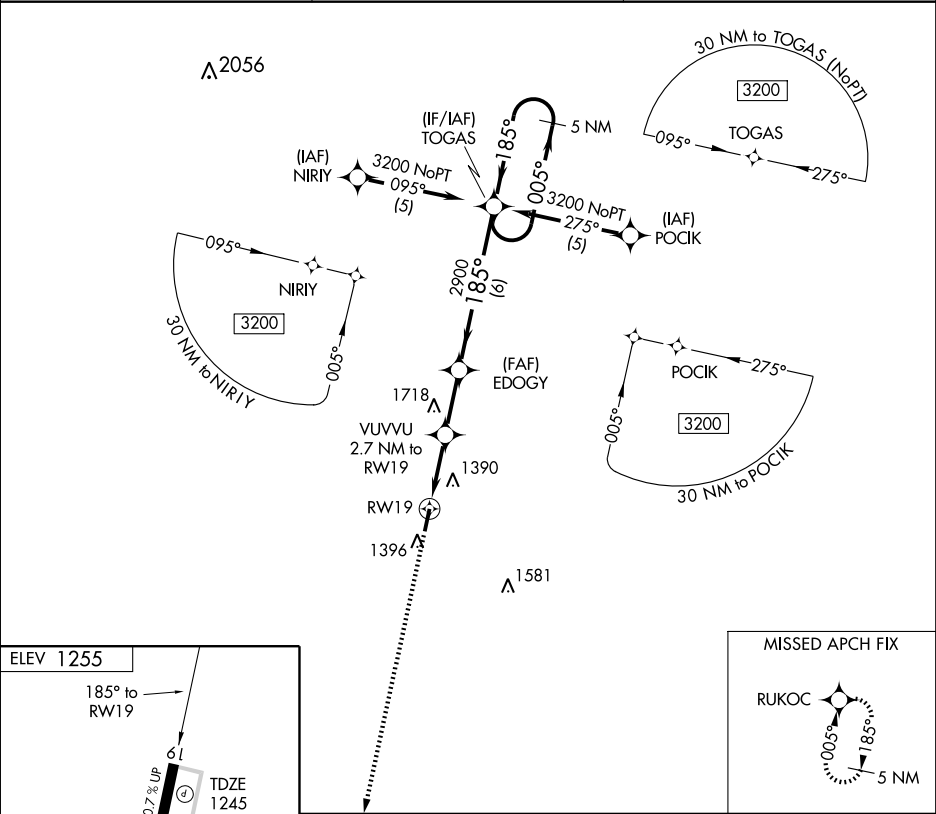 2056
30 NM to TOGAS (NoPT)
3200
TOGAS
095°
275°
(IF/IAF)
TOGAS
185°
5 NM
005°
(IAF)
NIRIY
3200 NoPT
095°
(5)
3200 NoPT
275°
(5)
(IAF)
POCIK
2900
185°
(6)
095°
NIRIY
3200
005°
30 NM to NIRIY
(FAF)
EDOGY
1718
VUVVU
2.7 NM to
RW19
1390
RW19
1396
1581
POCIK
275°
005°
3200
30 NM to POCIK
ELEV 1255
185° to
RW19
19
0.7% UP
P
TDZE
1245
MISSED APCH FIX
RUKOC
005°
185°
5 NM